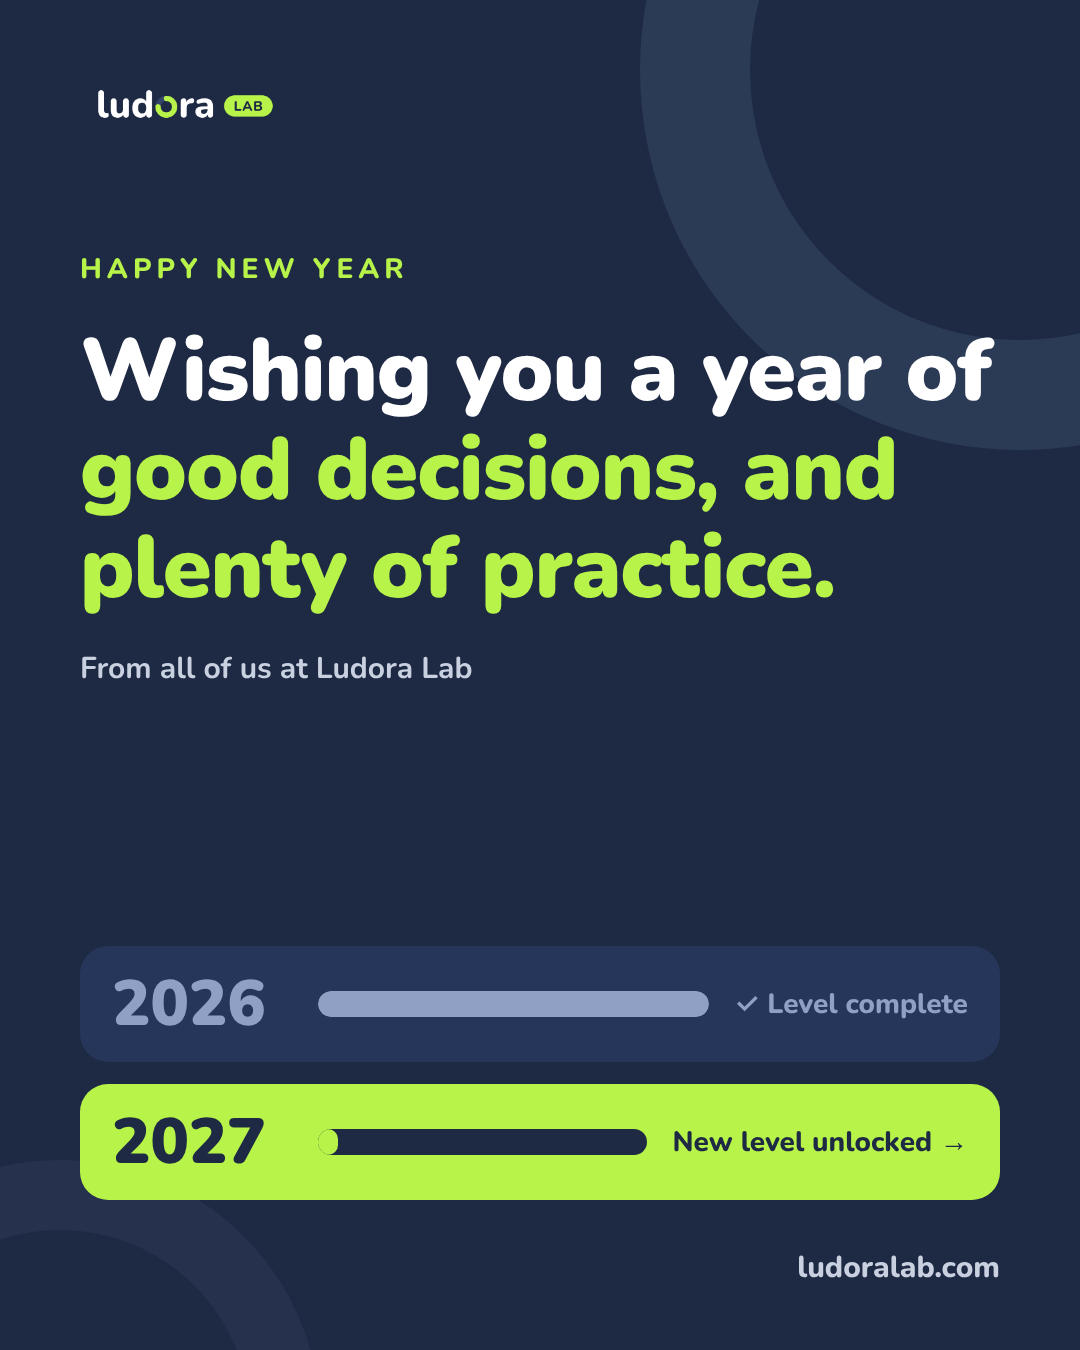 ludora LAB
HAPPY NEW YEAR
Wishing you a year of
good decisions, and
plenty of practice.
From all of us at Ludora Lab
2026 ✓ Level complete
2027 New level unlocked →
ludoralab.com